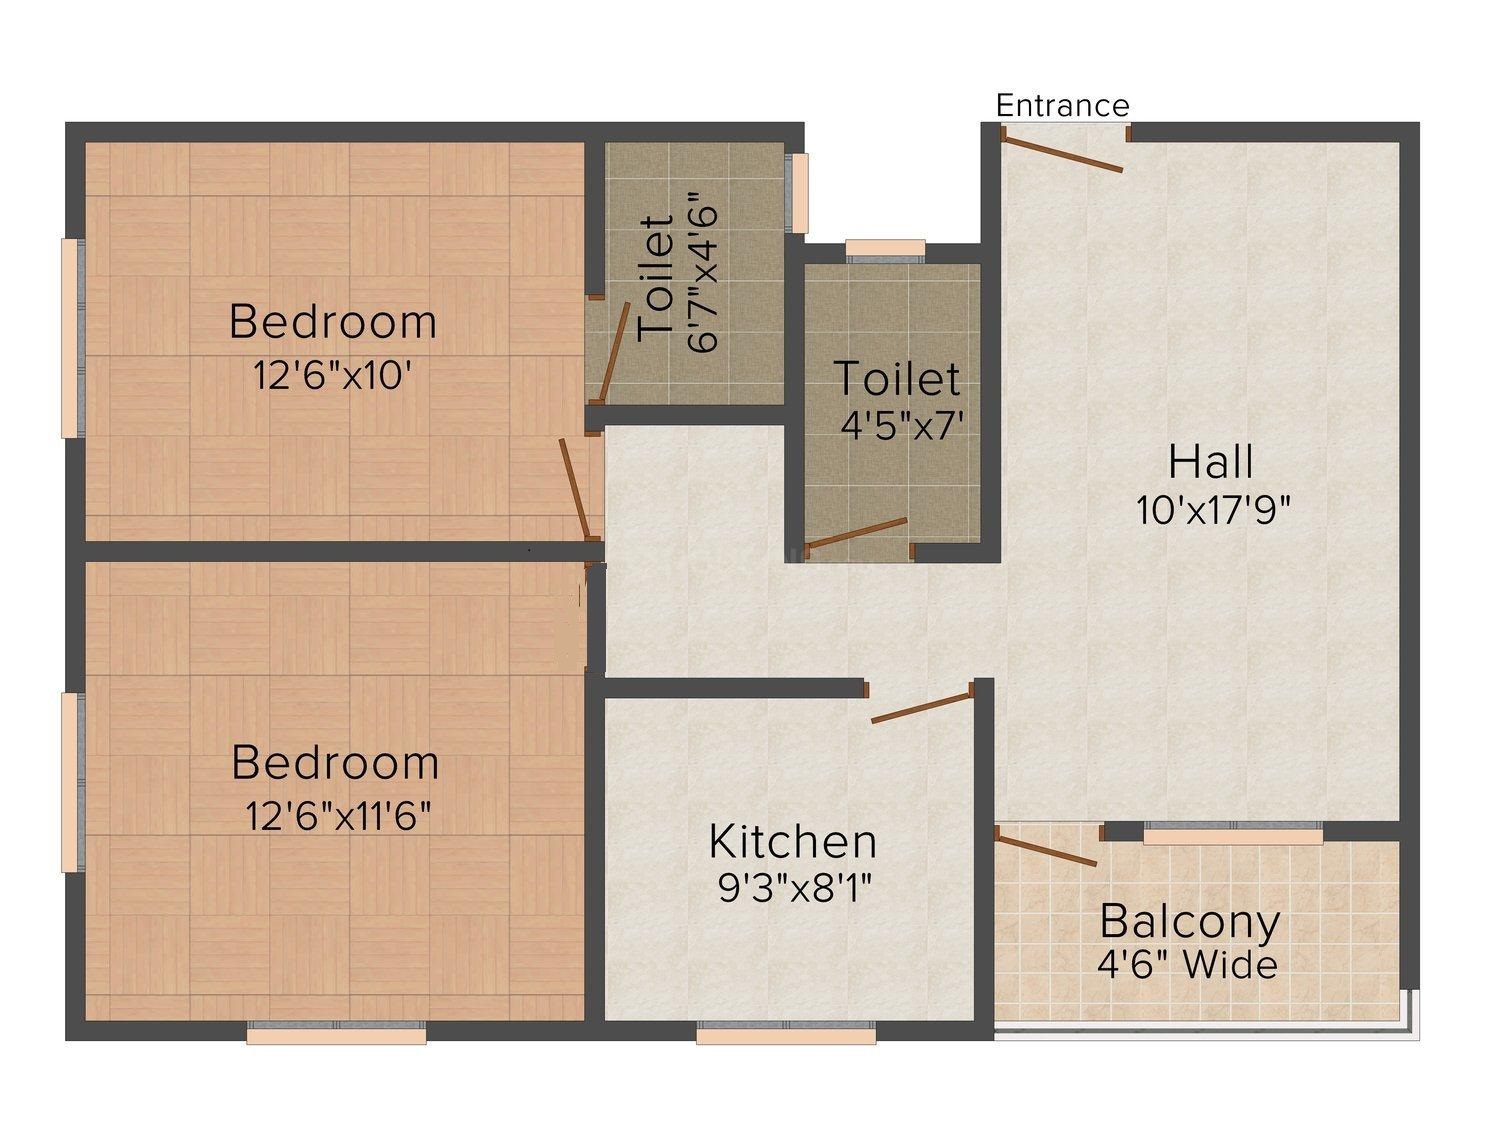 Entrance
Bedroom
12'6"x10'
Toilet
6'7"x4'6"
Toilet
4'5"x7'
Hall
10'x17'9"
Bedroom
12'6"x11'6"
Kitchen
9'3"x8'1"
Balcony
4'6" Wide